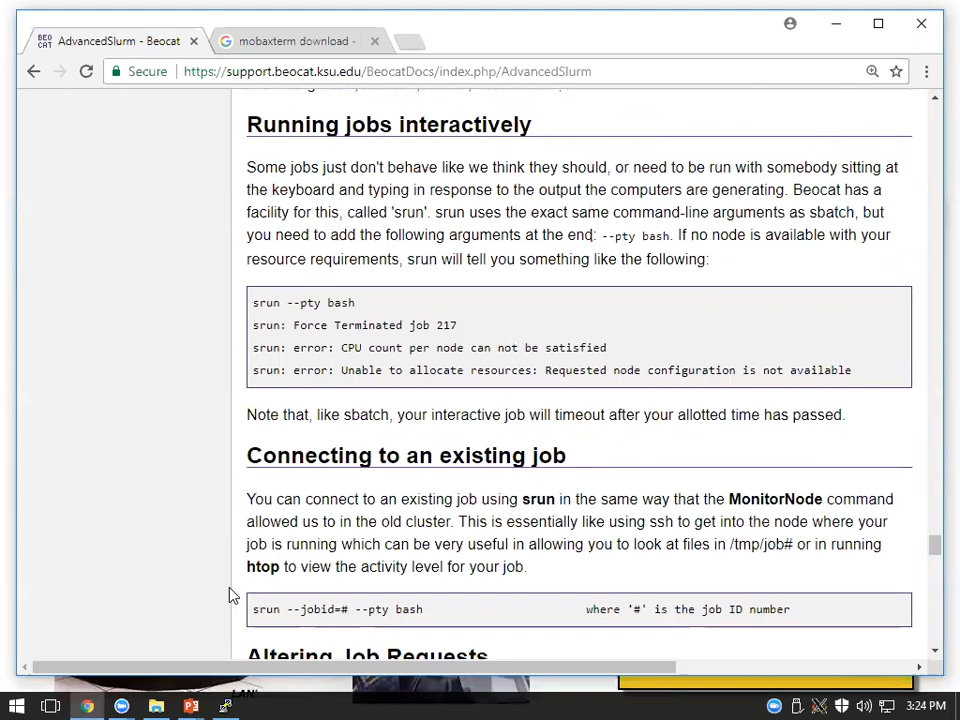 AdvancedSlurm - Beocat
mobaxterm download -
Secure
https://support.beocat.ksu.edu/BeocatDocs/index.php/AdvancedSlurm
Running jobs interactively
Some jobs just don't behave like we think they should, or need to be run with somebody sitting at
the keyboard and typing in response to the output the computers are generating. Beocat has a
facility for this, called 'srun'. srun uses the exact same command-line arguments as sbatch, but
you need to add the following arguments at the end: --pty bash. If no node is available with your
resource requirements, srun will tell you something like the following:
srun --pty bash
srun: Force Terminated job 217
srun: error: CPU count per node can not be satisfied
srun: error: Unable to allocate resources: Requested node configuration is not available
Note that, like sbatch, your interactive job will timeout after your allotted time has passed.
Connecting to an existing job
You can connect to an existing job using srun in the same way that the MonitorNode command
allowed us to in the old cluster. This is essentially like using ssh to get into the node where your
job is running which can be very useful in allowing you to look at files in /tmp/job# or in running
htop to view the activity level for your job.
srun --jobid=# --pty bash where '#' is the job ID number
Altering Job Requests
3:24 PM